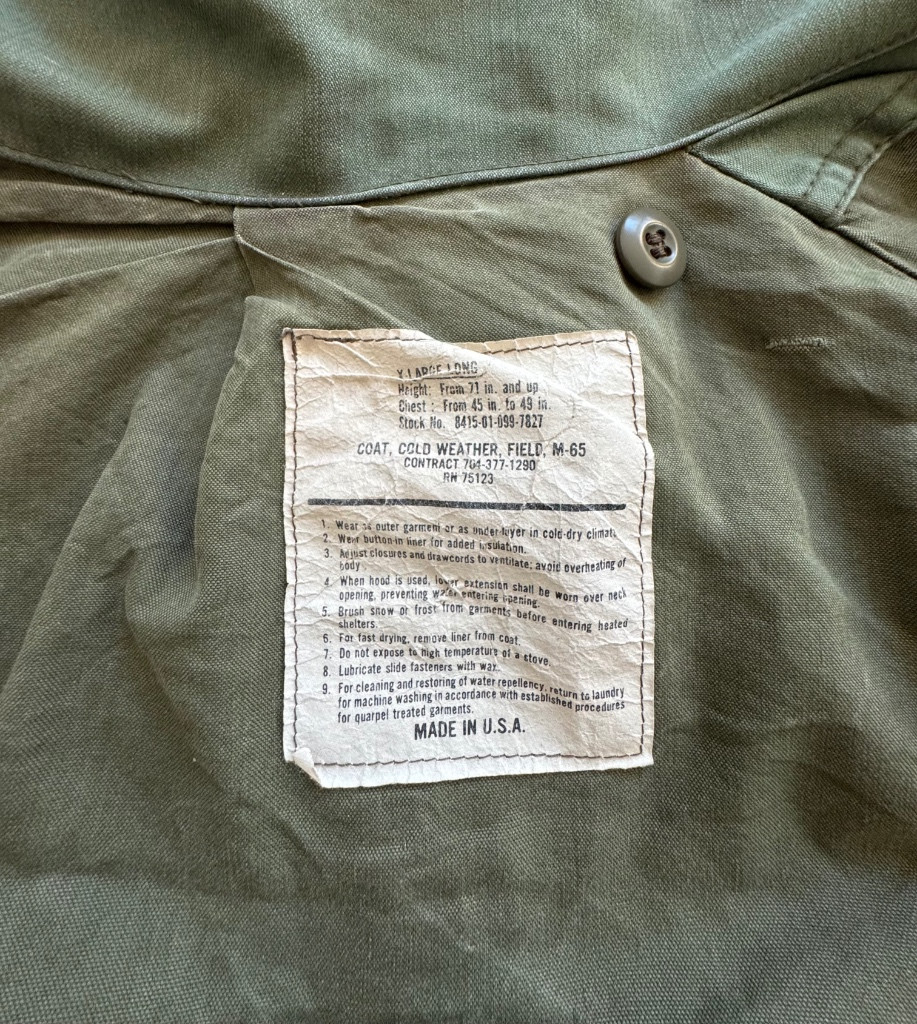 X-LARGE LONG
Height: From 71 in. and up
Chest : From 45 in. to 49 in.
Stock No. 8415-01-099-7827
COAT, COLD WEATHER, FIELD, M-65
CONTRACT 704-377-1290
RN 75123
1. Wear as outer garment or as under-layer in cold-dry climate.
2. Wear button-in liner for added insulation.
3. Adjust closures and drawcords to ventilate; avoid overheating of
body
4. When hood is used, lower extension shall be worn over neck
opening, preventing water entering opening.
5. Brush snow or frost from garments before entering heated
shelters.
6. For fast drying, remove liner from coat.
7. Do not expose to high temperature of a stove.
8. Lubricate slide fasteners with wax.
9. For cleaning and restoring of water repellency, return to laundry
for machine washing in accordance with established procedures
for quarpel treated garments.
MADE IN U.S.A.